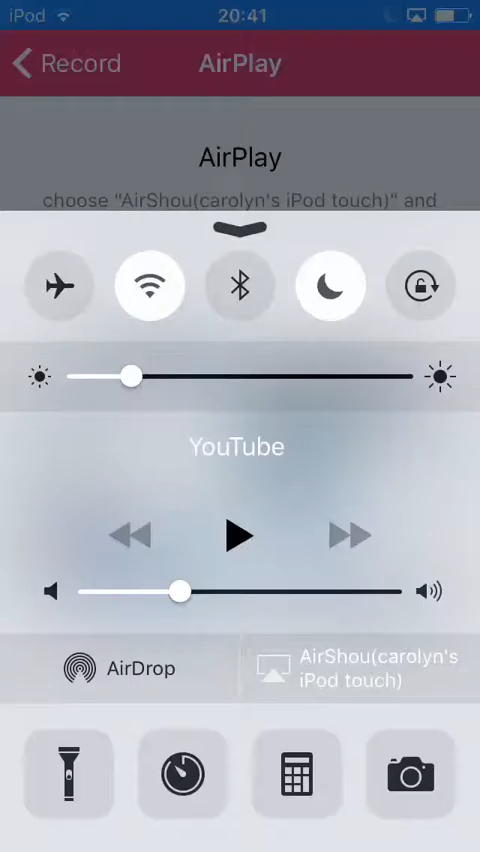 iPod 20:41
Record AirPlay
AirPlay
choose "AirShou(carolyn's iPod touch)" and
YouTube
AirDrop
AirShou(carolyn's
iPod touch)